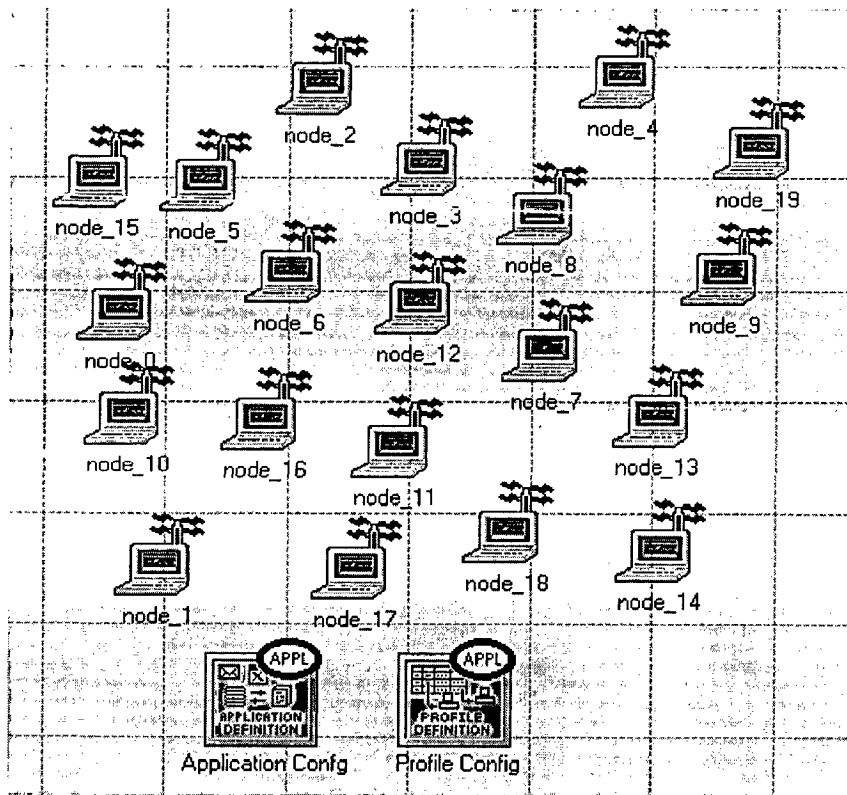 node_2
node_4
node_15
node_5
node_3
node_19
node_8
node_6
node_12
node_9
node_0
node_7
node_10
node_16
node_11
node_13
node_1
node_17
node_18
node_14
APPL
APPLICATION
DEFINITION
Application Confg
APPL
PROFILE
DEFINITION
Profile Config